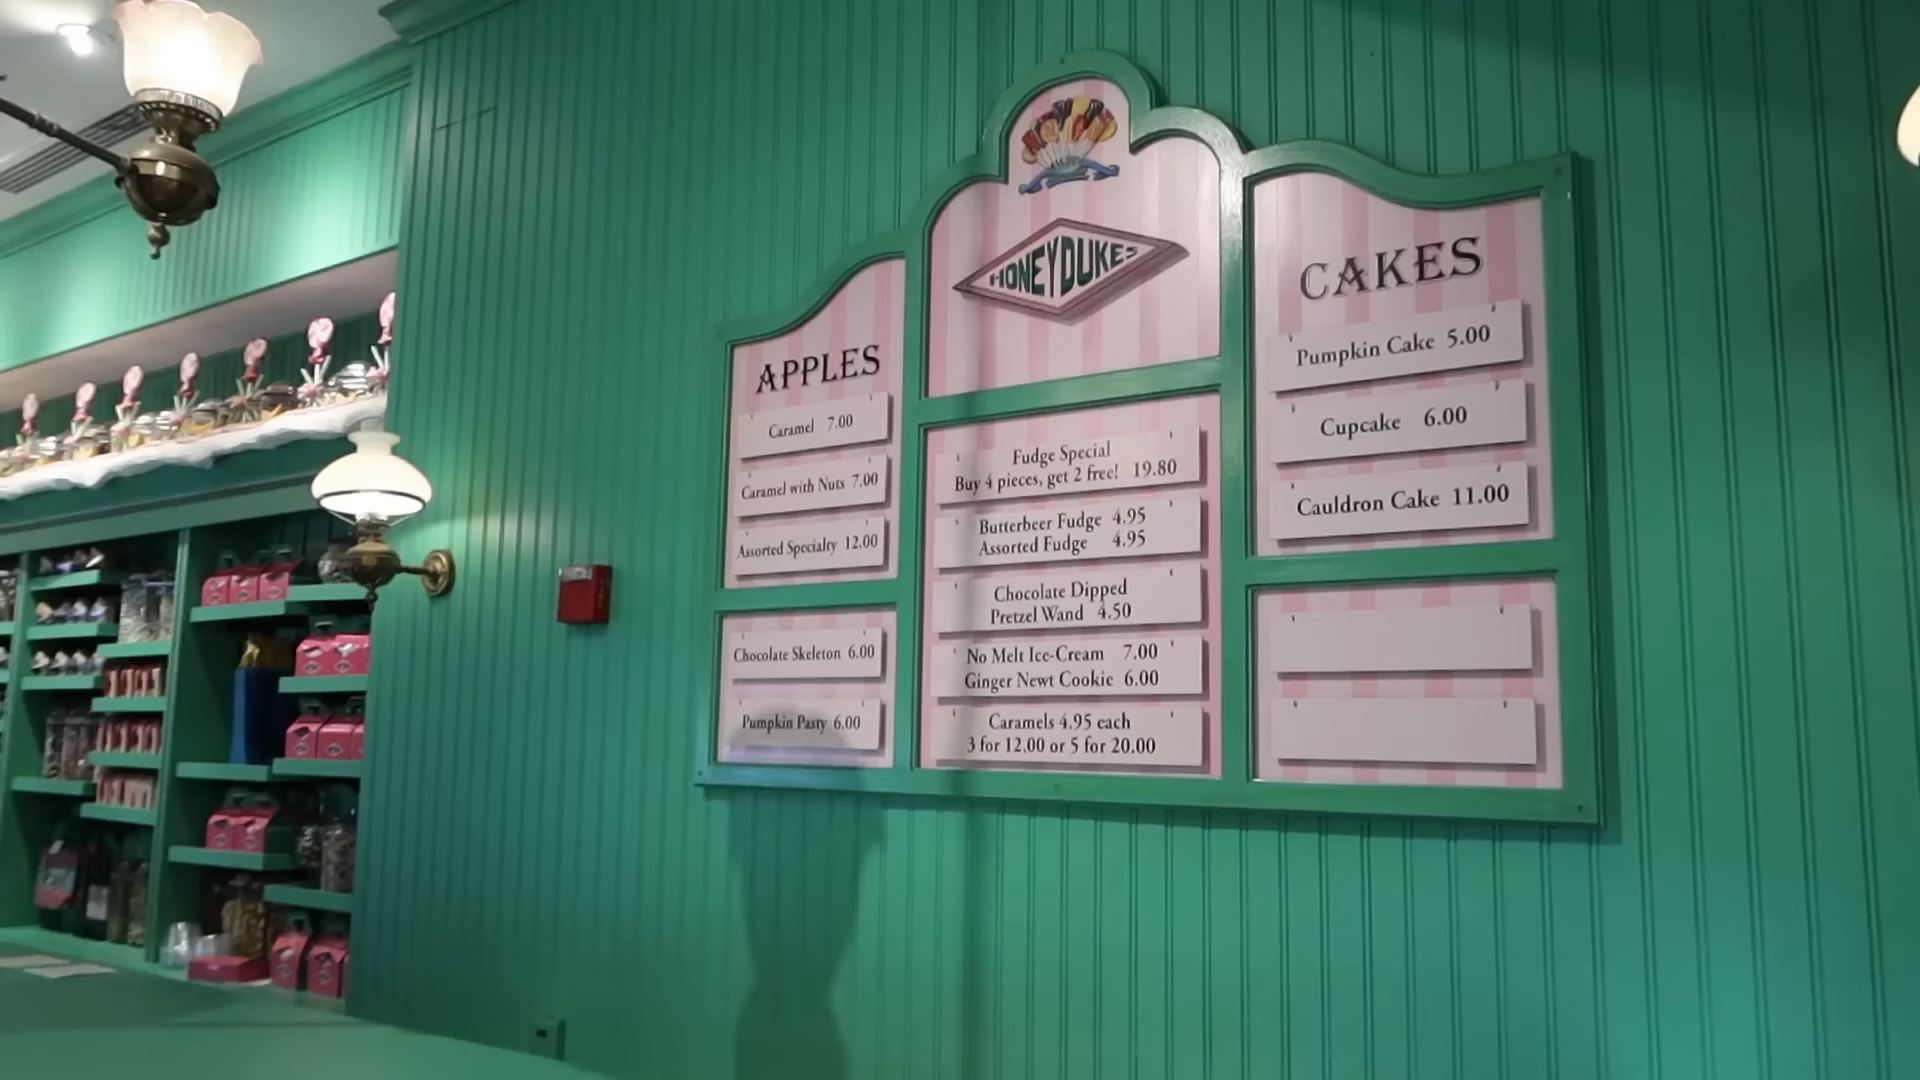 HONEYDUKES
APPLES
Caramel 7.00
Caramel with Nuts 7.00
Assorted Specialty 12.00
Chocolate Skeleton 6.00
Pumpkin Pasty 6.00
Fudge Special
Buy 4 pieces, get 2 free! 19.80
Butterbeer Fudge 4.95
Assorted Fudge 4.95
Chocolate Dipped
Pretzel Wand 4.50
No Melt Ice-Cream 7.00
Ginger Newt Cookie 6.00
Caramels 4.95 each
3 for 12.00 or 5 for 20.00
CAKES
Pumpkin Cake 5.00
Cupcake 6.00
Cauldron Cake 11.00